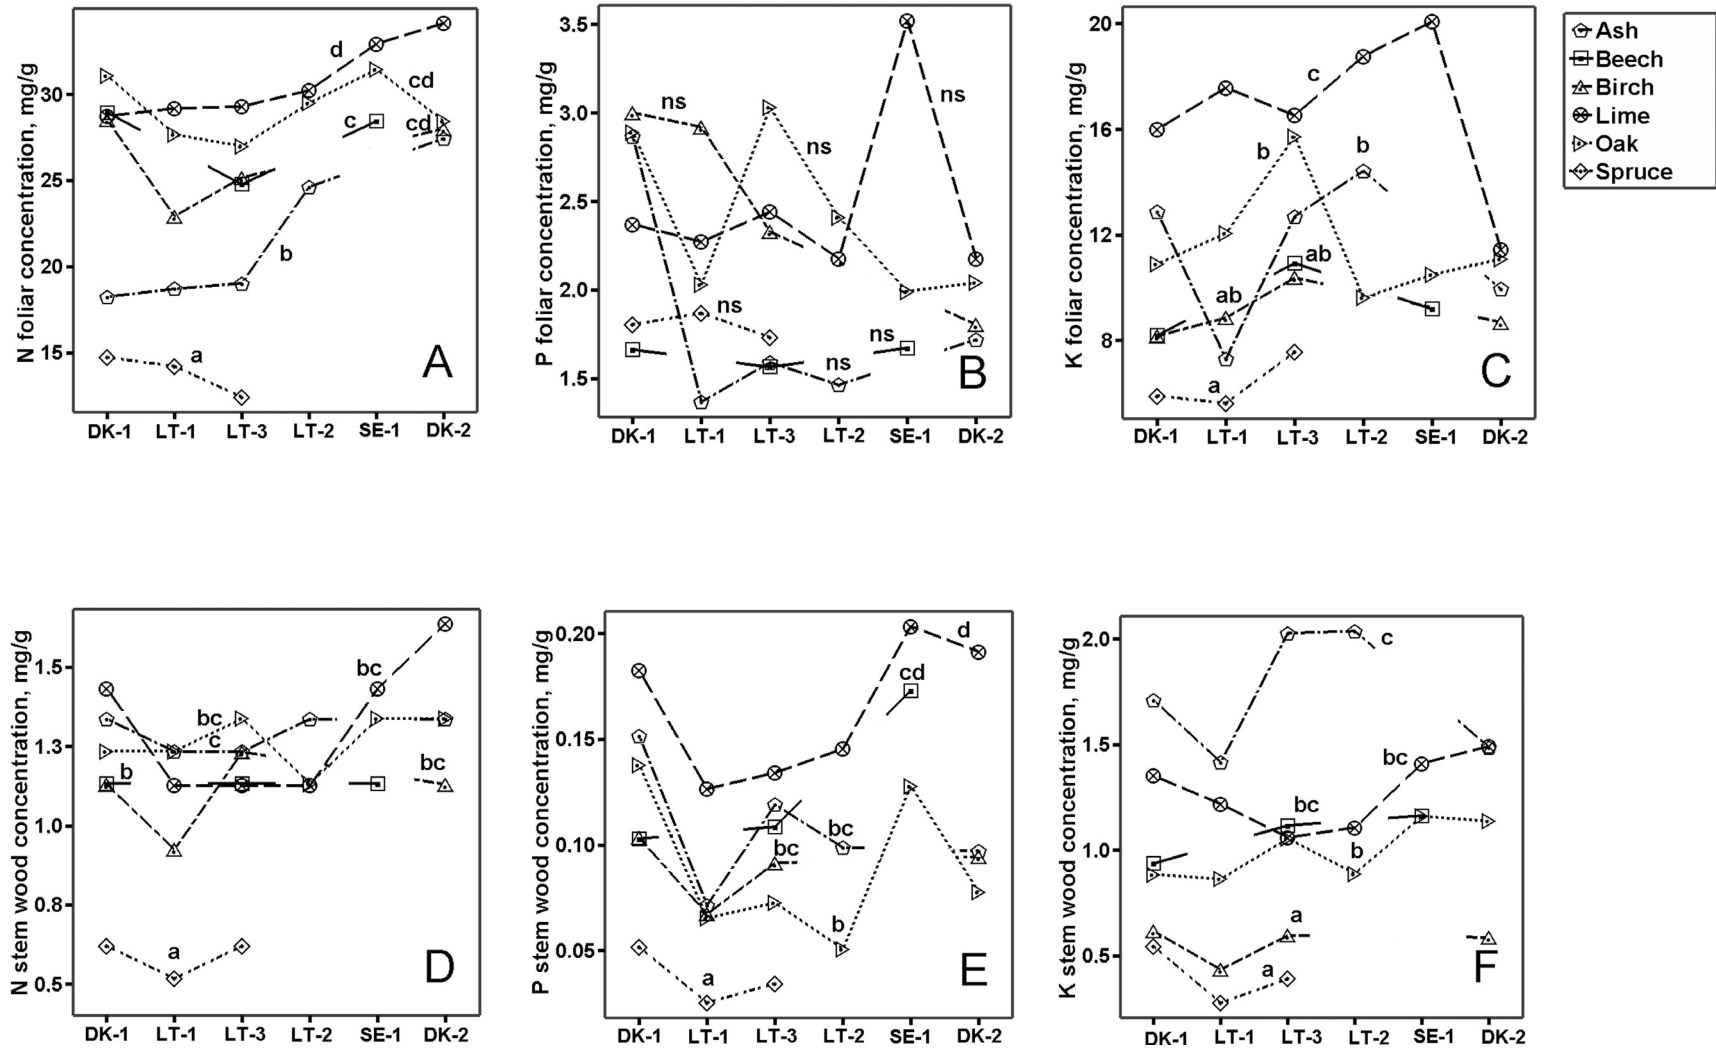 N foliar concentration, mg/g
30
25
20
15
d
cd
c
cd
b
a
A
DK-1 LT-1 LT-3 LT-2 SE-1 DK-2
P foliar concentration, mg/g
3.5
3.0
2.5
2.0
1.5
ns
ns
ns
ns
ns
ns
B
DK-1 LT-1 LT-3 LT-2 SE-1 DK-2
K foliar concentration, mg/g
20
16
12
8
c
b
b
ab
ab
a
C
DK-1 LT-1 LT-3 LT-2 SE-1 DK-2
Ash
Beech
Birch
Lime
Oak
Spruce
N stem wood concentration, mg/g
1.5
1.3
1.0
0.8
0.5
bc
bc
c
bc
b
a
D
DK-1 LT-1 LT-3 LT-2 SE-1 DK-2
P stem wood concentration, mg/g
0.20
0.15
0.10
0.05
d
cd
bc
bc
b
a
E
DK-1 LT-1 LT-3 LT-2 SE-1 DK-2
K stem wood concentration, mg/g
2.0
1.5
1.0
0.5
c
bc
bc
b
a
a
F
DK-1 LT-1 LT-3 LT-2 SE-1 DK-2